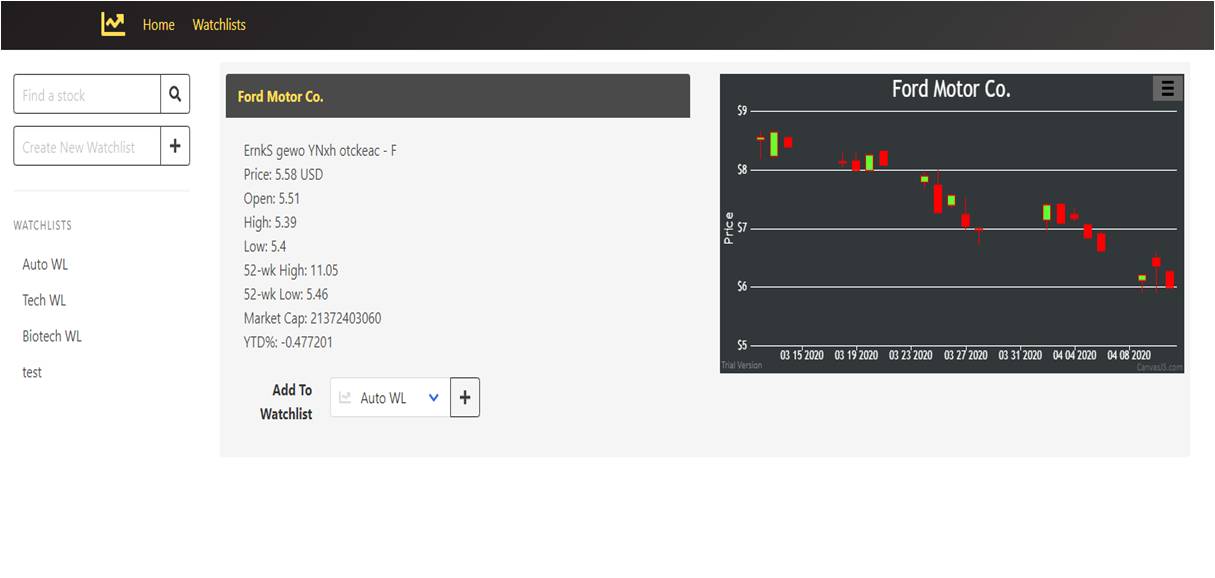 Home Watchlists
Find a stock
Create New Watchlist
WATCHLISTS
Auto WL
Tech WL
Biotech WL
test
Ford Motor Co.
ErnkS gewo YNxh otckeac - F
Price: 5.58 USD
Open: 5.51
High: 5.39
Low: 5.4
52-wk High: 11.05
52-wk Low: 5.46
Market Cap: 21372403060
YTD%: -0.477201
Add To
Watchlist
Auto WL
Ford Motor Co.
$9
$8
$7
$6
$5
Price
03 15 2020 03 19 2020 03 23 2020 03 27 2020 03 31 2020 04 04 2020 04 08 2020
Trial Version
CanvasJS.com